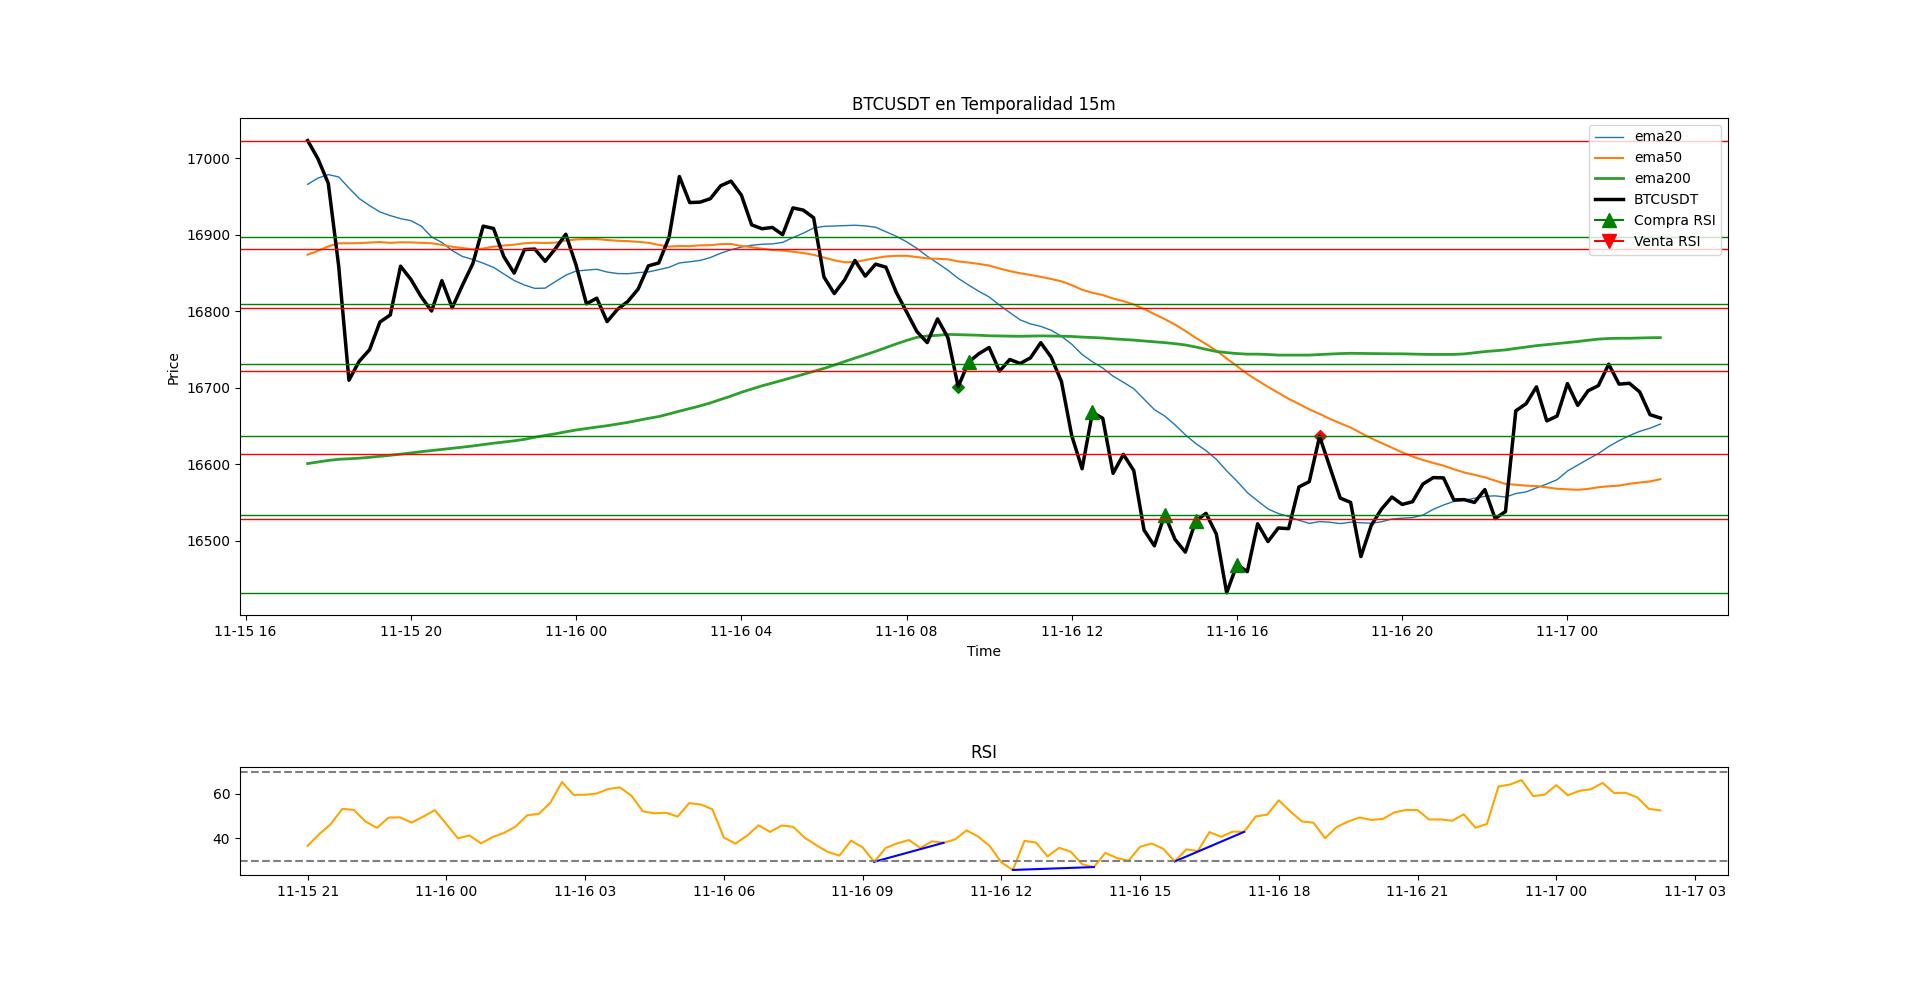 BTCUSDT en Temporalidad 15m
ema20
ema50
ema200
BTCUSDT
Compra RSI
Venta RSI
Price
17000
16900
16800
16700
16600
16500
11-15 16 11-15 20 11-16 00 11-16 04 11-16 08 11-16 12 11-16 16 11-16 20 11-17 00
Time
RSI
60
40
11-15 21 11-16 00 11-16 03 11-16 06 11-16 09 11-16 12 11-16 15 11-16 18 11-16 21 11-17 00 11-17 03